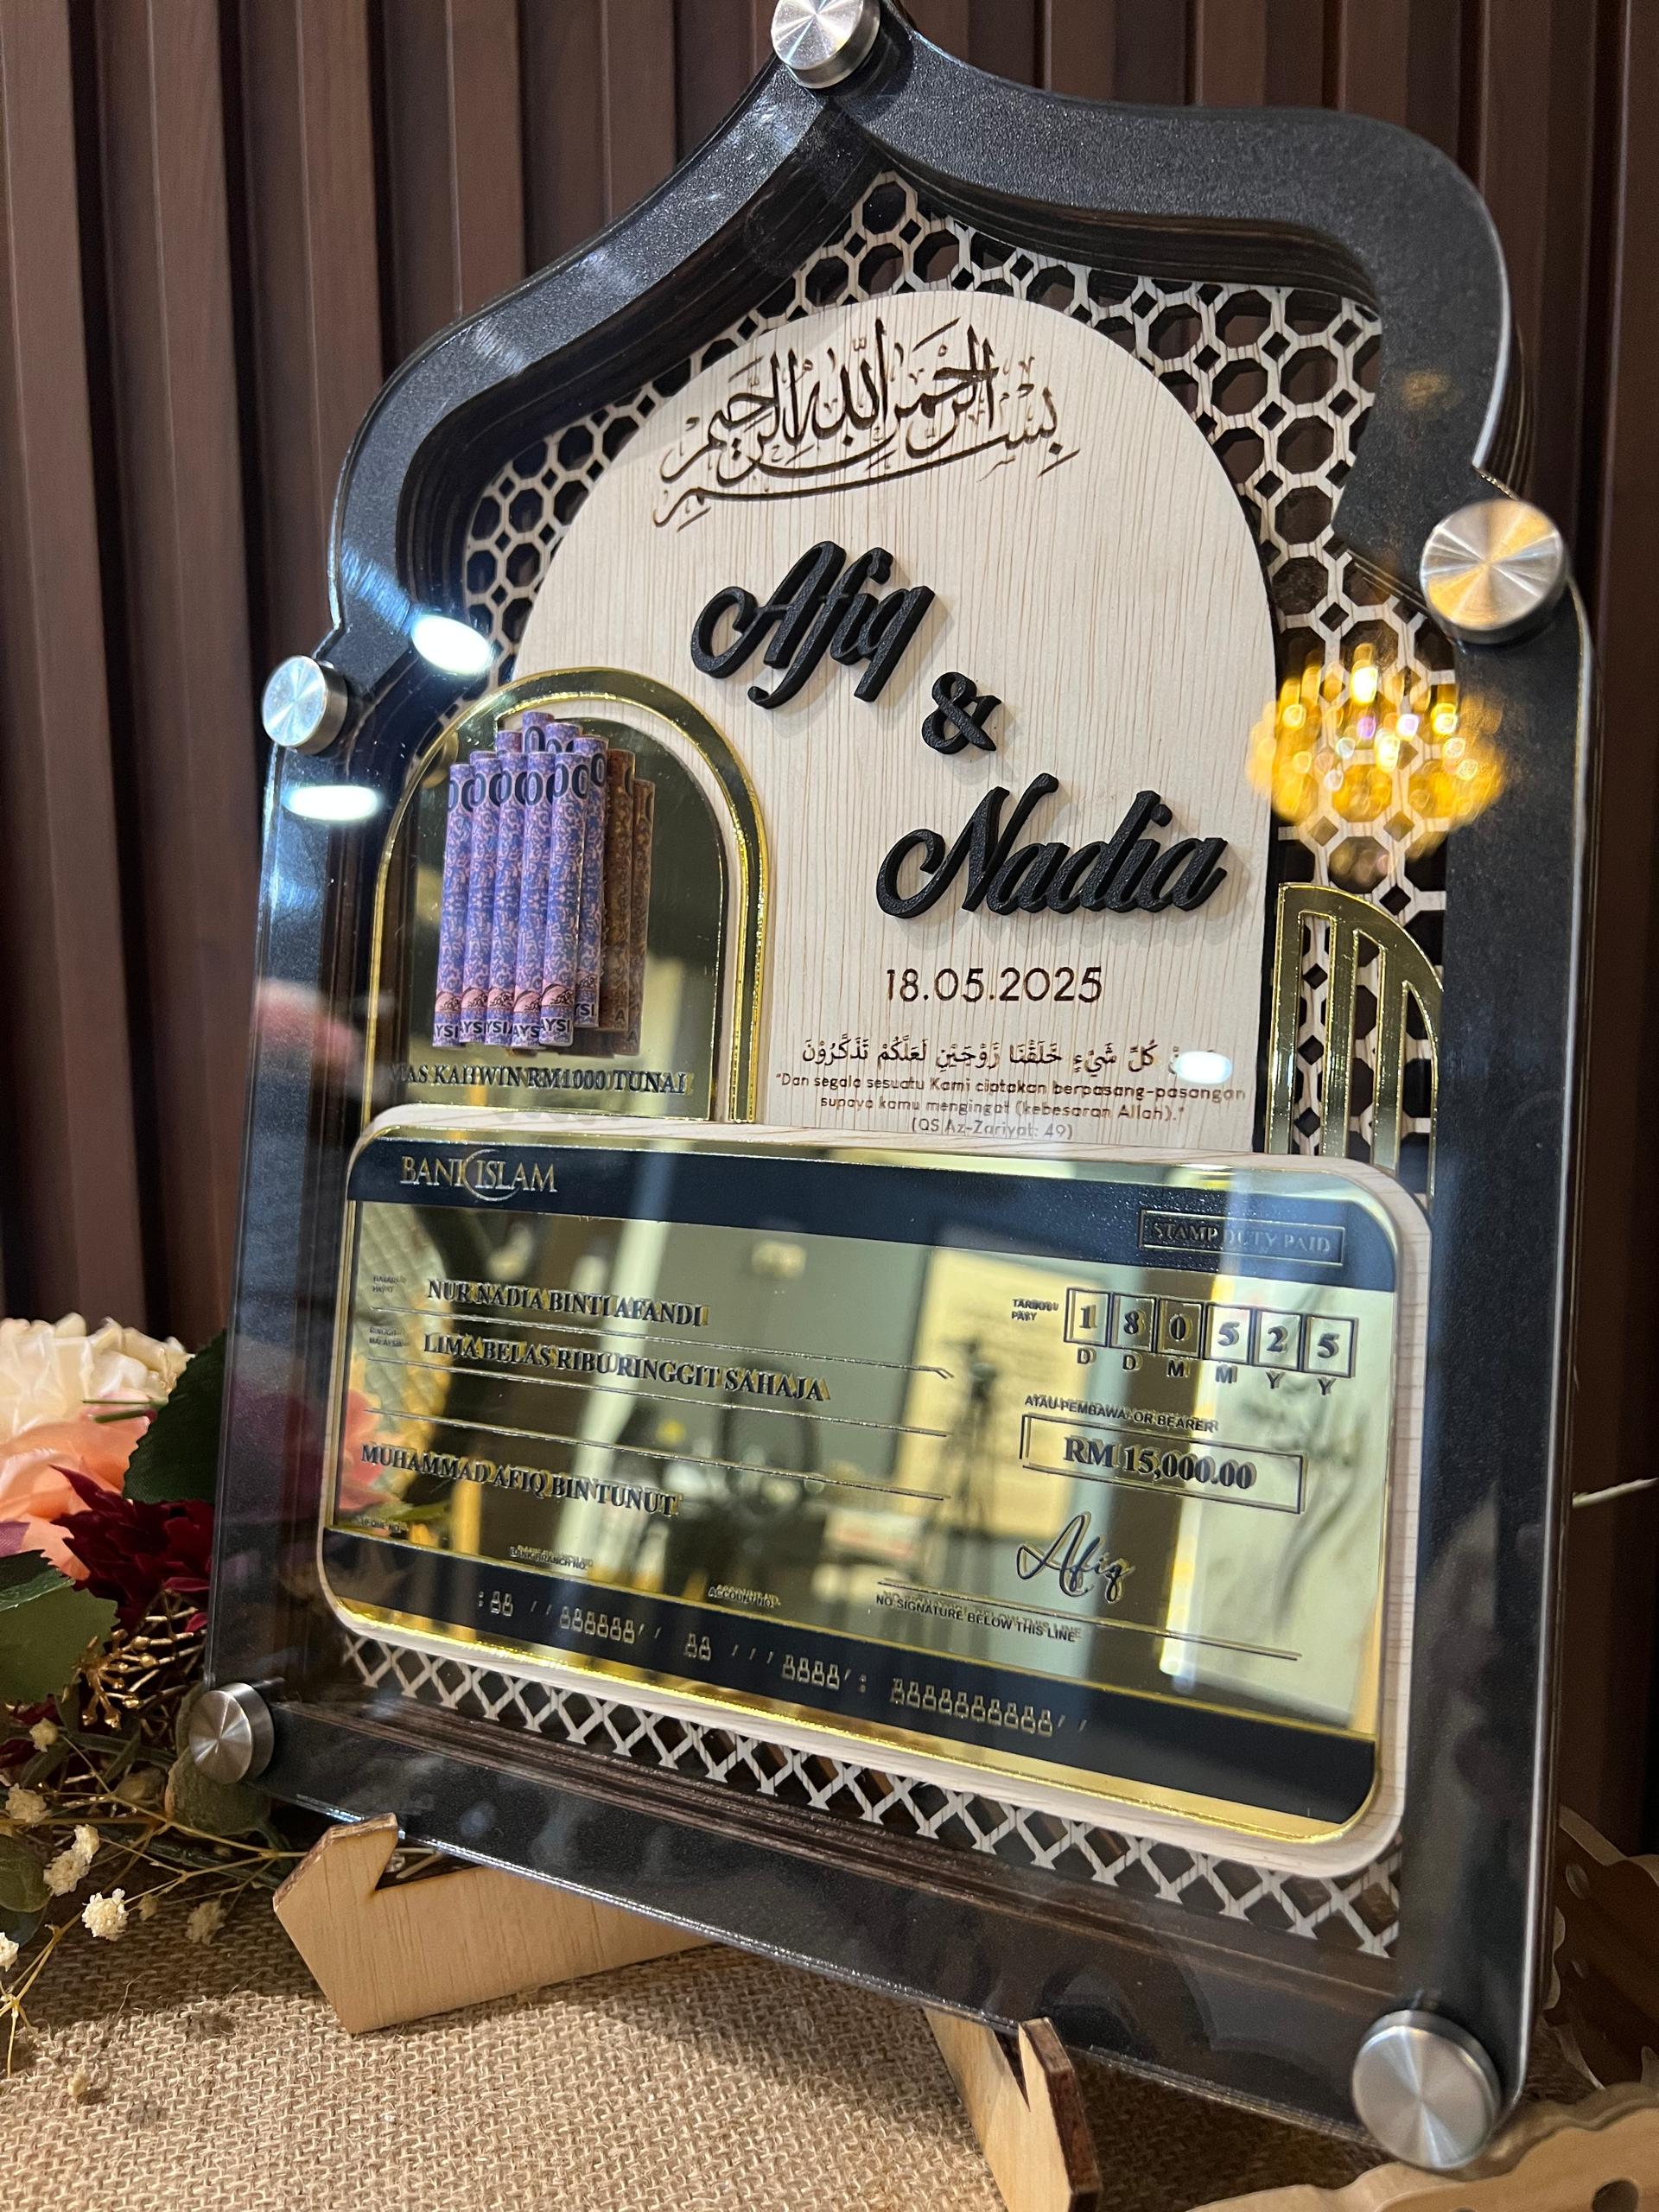 بسم الله الرحمن الرحيم
Afiq
&
Nadia
18.05.2025
كُلِّ شَيْءٍ خَلَقْنَا زَوْجَيْنِ لَعَلَّكُمْ تَذَكَّرُوْنَ
"Dan segala sesuatu Kami ciptakan berpasang-pasangan
supaya kamu mengingat (kebesaran Allah)."
(QS Az-Zariyat: 49)
MAS KAHWIN RM1000 TUNAI
BANK ISLAM
STAMP DUTY PAID
NUR NADIA BINTI AFANDI
LIMA BELAS RIBU RINGGIT SAHAJA
MUHAMMAD AFIQ BIN TUNUT
1 8 0 5 2 5
D D M M Y Y
ATAU PEMBAWA/OR BEARER
RM 15,000.00
Afiq
ACCOUNT NO.
NO SIGNATURE BELOW THIS LINE